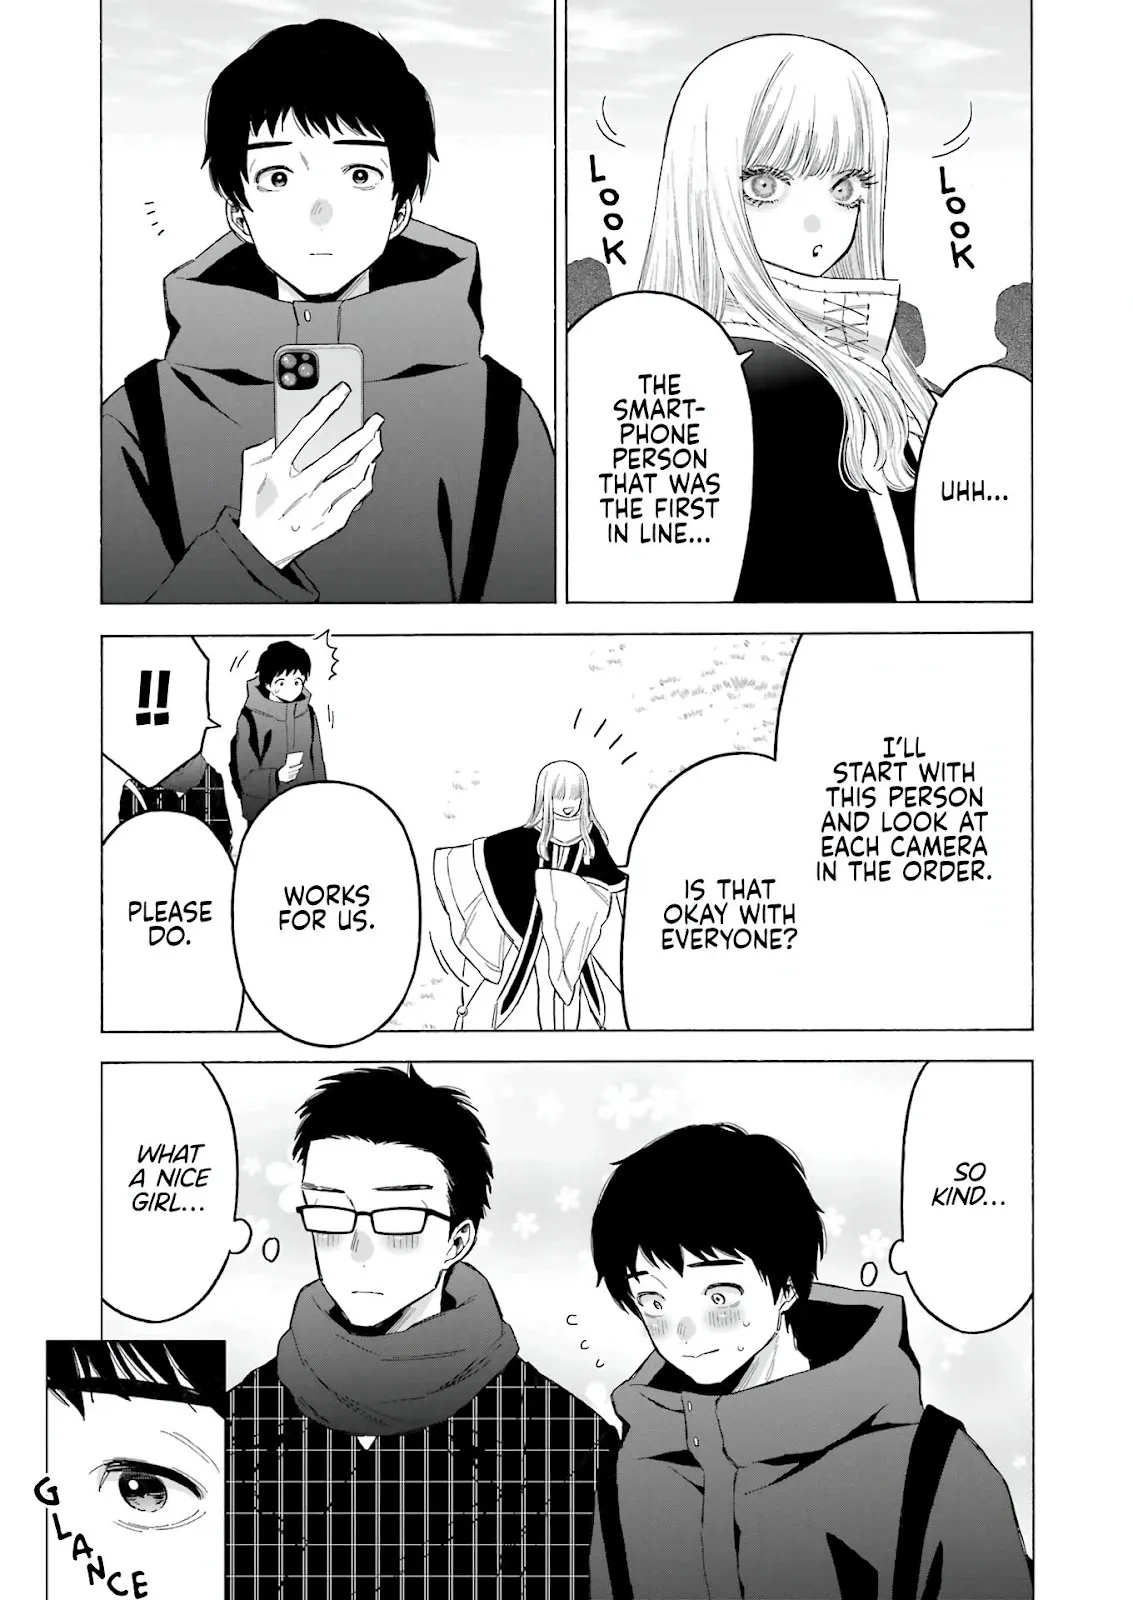 LOOK
LOOK
UHH...
THE
SMART-
PHONE
PERSON
THAT WAS
THE FIRST
IN LINE...
I'LL
START WITH
THIS PERSON
AND LOOK AT
EACH CAMERA
IN THE ORDER.
IS THAT
OKAY WITH
EVERYONE?
WORKS
FOR US.
!!
PLEASE
DO.
SO
KIND...
WHAT
A NICE
GIRL...
GLANCE